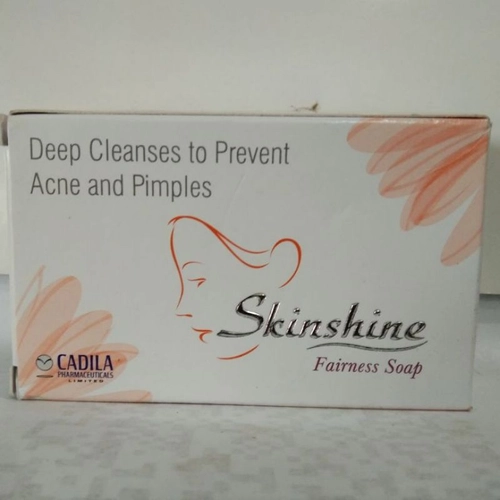 Deep Cleanses to Prevent
Acne and Pimples
Skinshine
Fairness Soap
CADILA
PHARMACEUTICALS
LIMITED